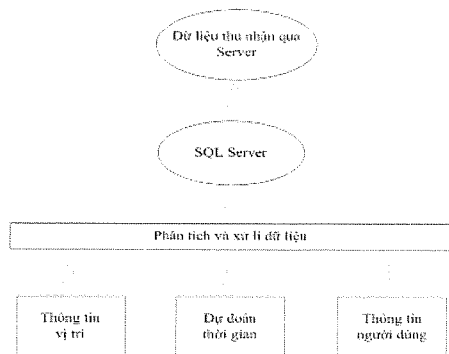 Dữ liệu thu nhận qua
Server
SQL Server
Phân tích và xử lí dữ liệu
Thông tin
vị trí
Dự đoán
thời gian
Thông tin
người dùng